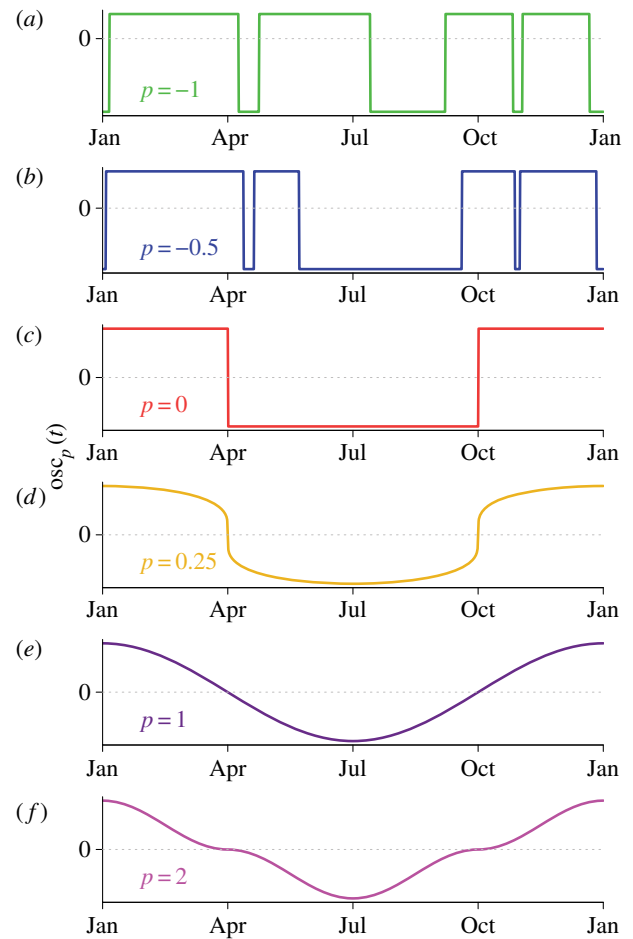 (a)
0
p = −1
Jan Apr Jul Oct Jan
(b)
0
p = −0.5
Jan Apr Jul Oct Jan
(c)
0
p = 0
Jan Apr Jul Oct Jan
osc_p(t)
(d)
0
p = 0.25
Jan Apr Jul Oct Jan
(e)
0
p = 1
Jan Apr Jul Oct Jan
(f)
0
p = 2
Jan Apr Jul Oct Jan